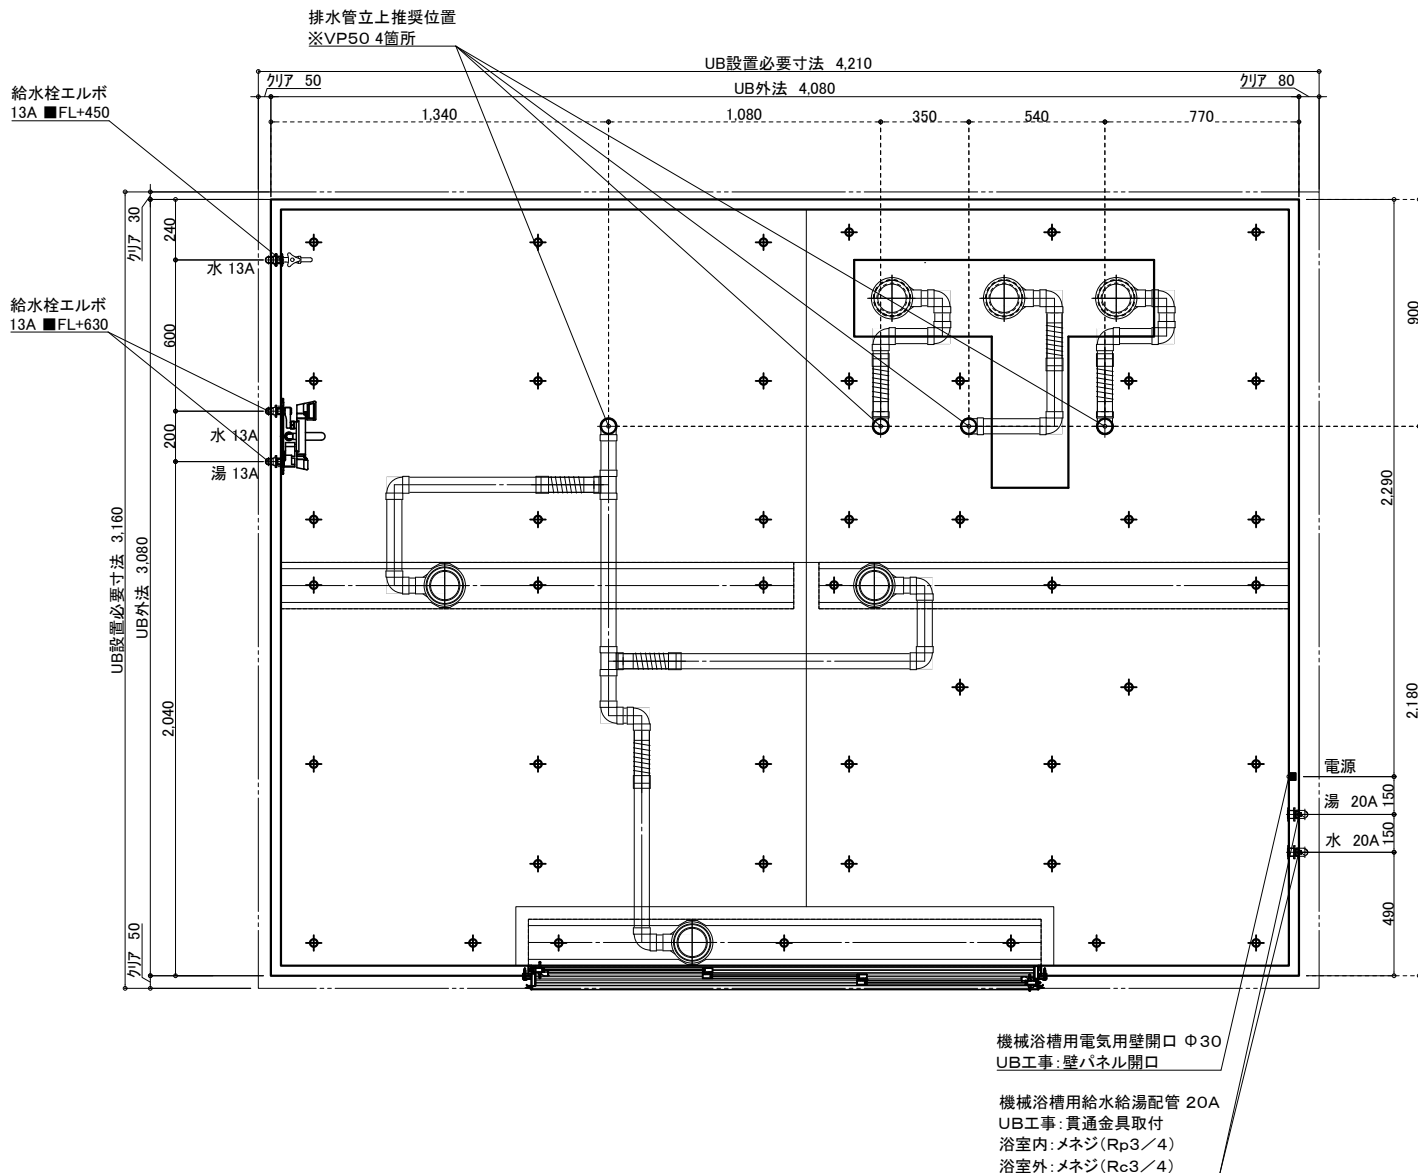 排水管立上推奨位置
※VP50 4箇所
UB設置必要寸法 4,210
クリア 50
UB外法 4,080
クリア 80
給水栓エルボ
13A ■FL+450
1,340
1,080
350
540
770
クリア 30
240
水 13A
給水栓エルボ
13A ■FL+630
600
900
200
水 13A
湯 13A
2,290
UB設置必要寸法 3,160
UB外法 3,080
2,040
2,180
電源
湯 20A
150
水 20A
150
490
クリア 50
機械浴槽用電気用壁開口 Φ30
UB工事:壁パネル開口
機械浴槽用給水給湯配管 20A
UB工事:貫通金具取付
浴室内:メネジ(Rp3/4)
浴室外:メネジ(Rc3/4)